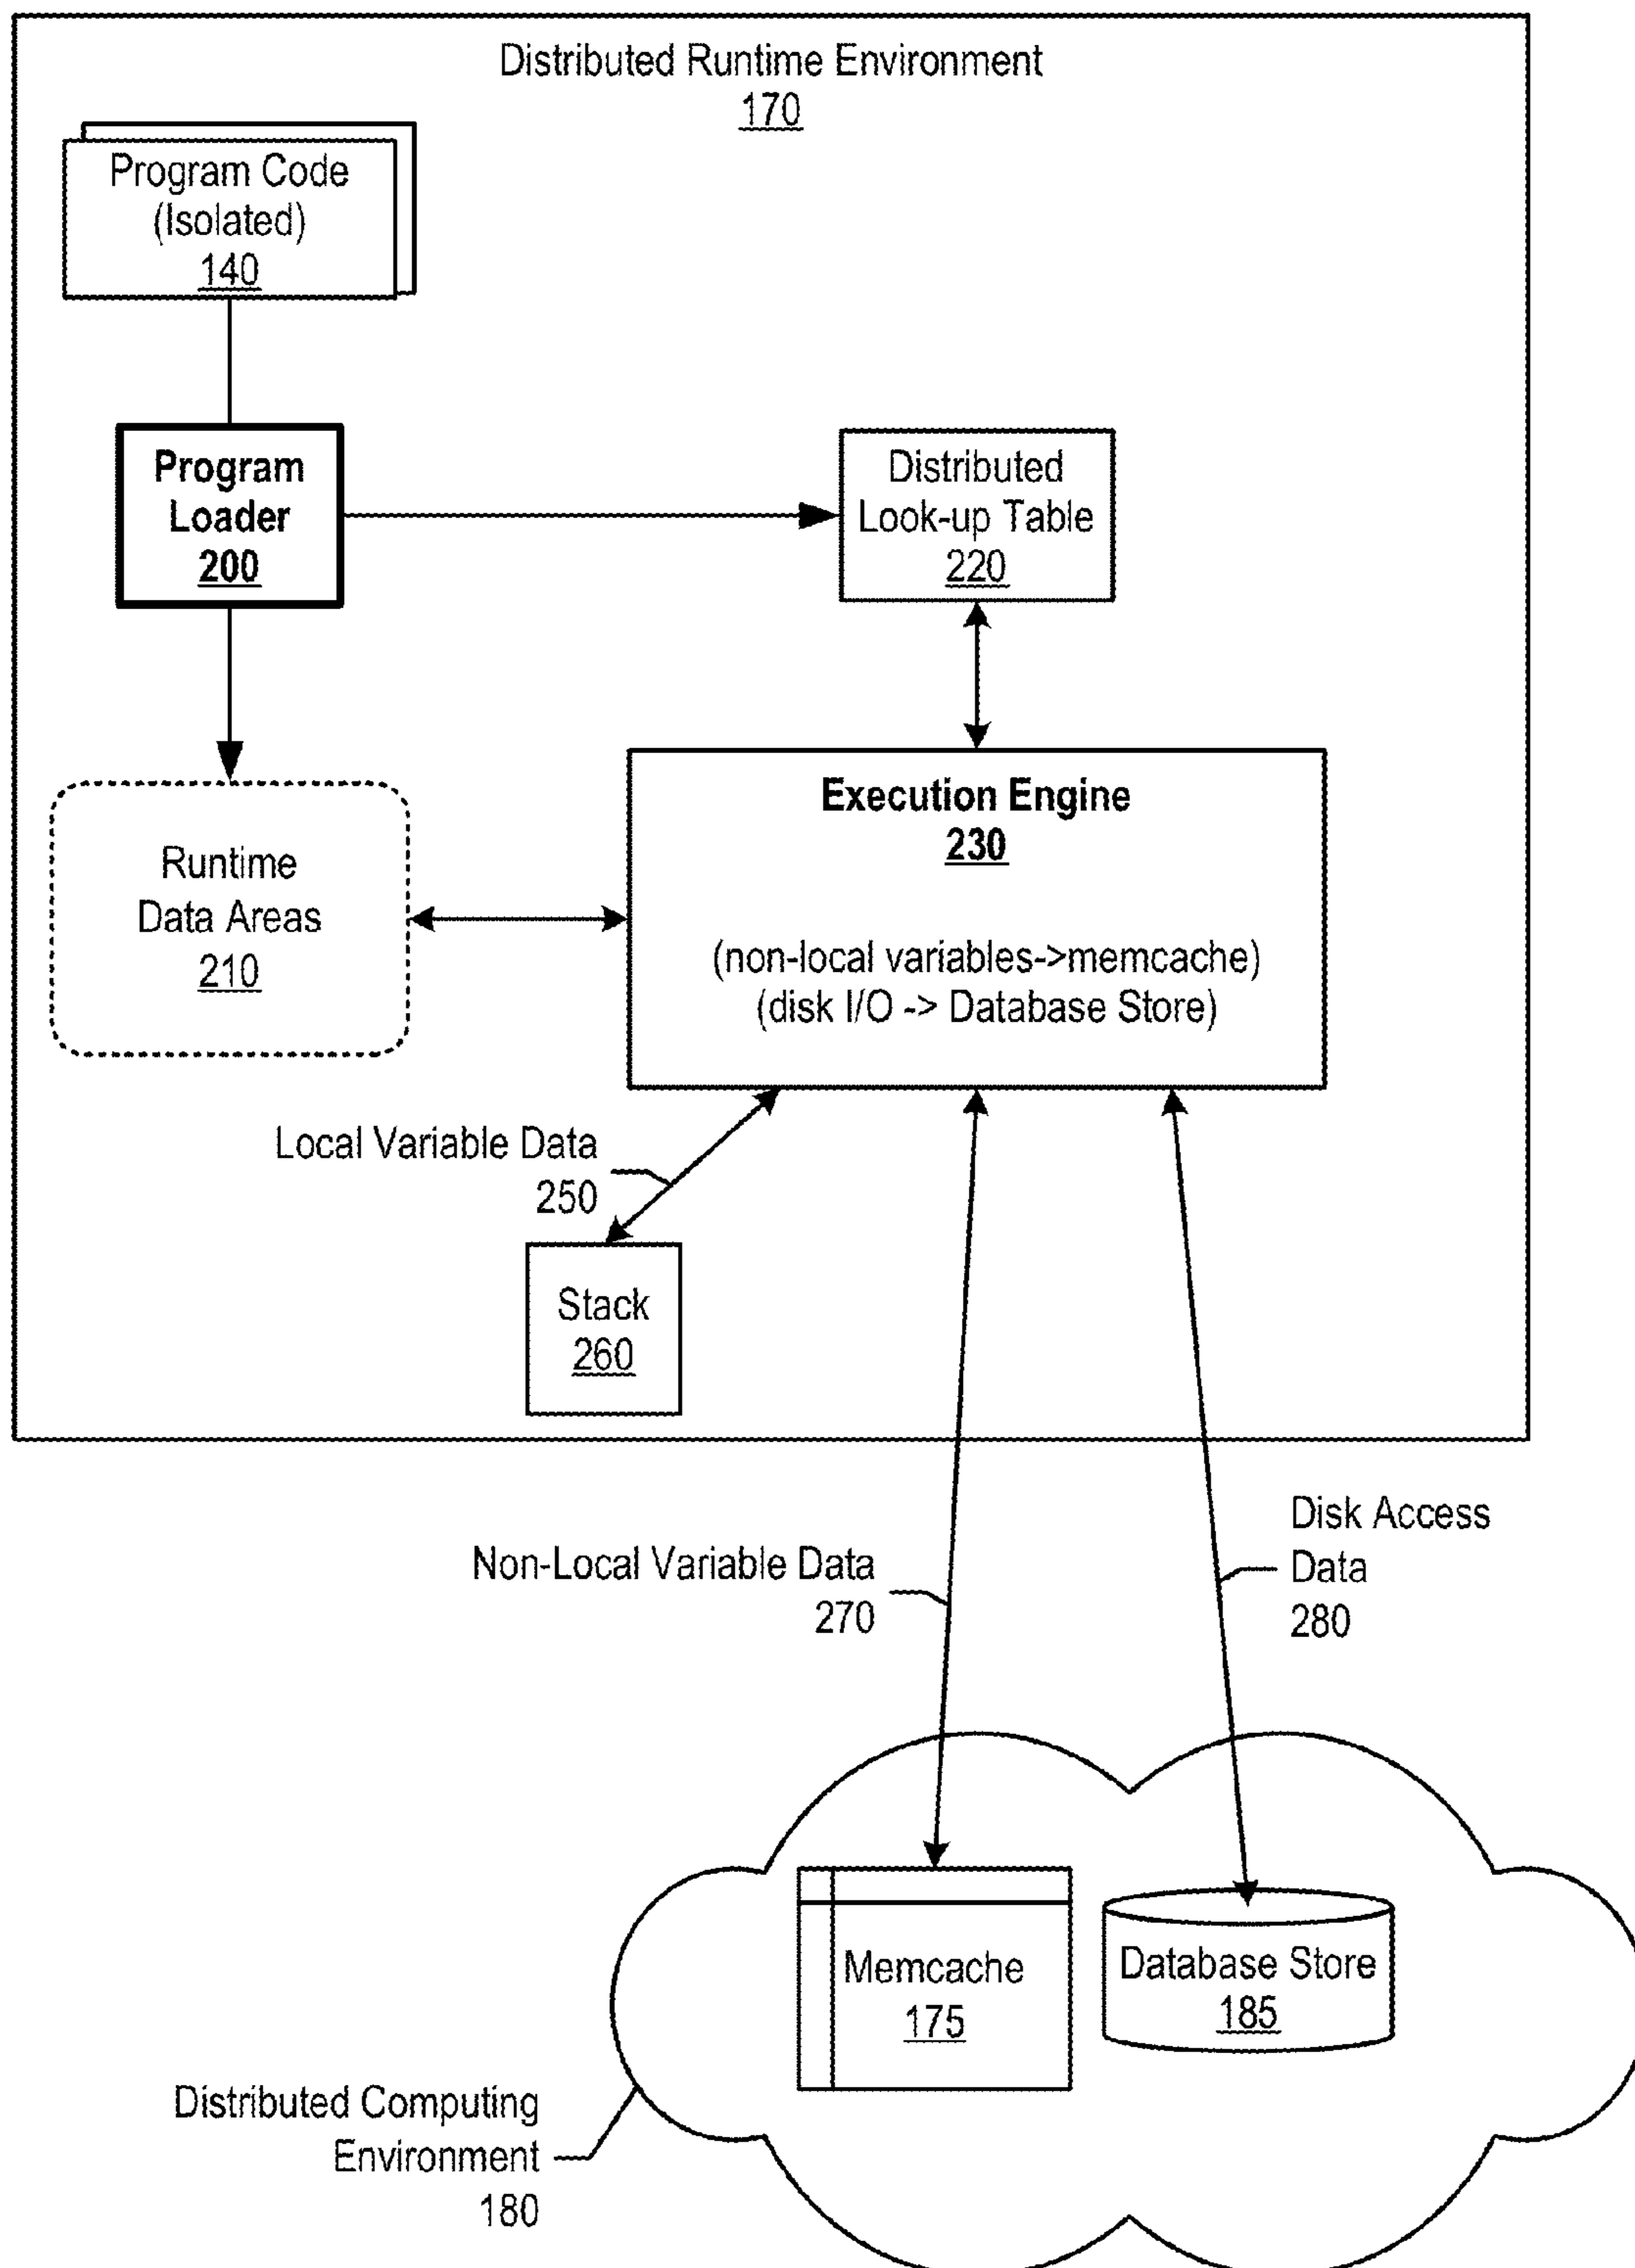 Distributed Runtime Environment
170
Program Code
(Isolated)
140
Program
Loader
200
Distributed
Look-up Table
220
Runtime
Data Areas
210
Execution Engine
230
(non-local variables->memcache)
(disk I/O -> Database Store)
Local Variable Data
250
Stack
260
Non-Local Variable Data
270
Disk Access
Data
280
Memcache
175
Database Store
185
Distributed Computing
Environment
180